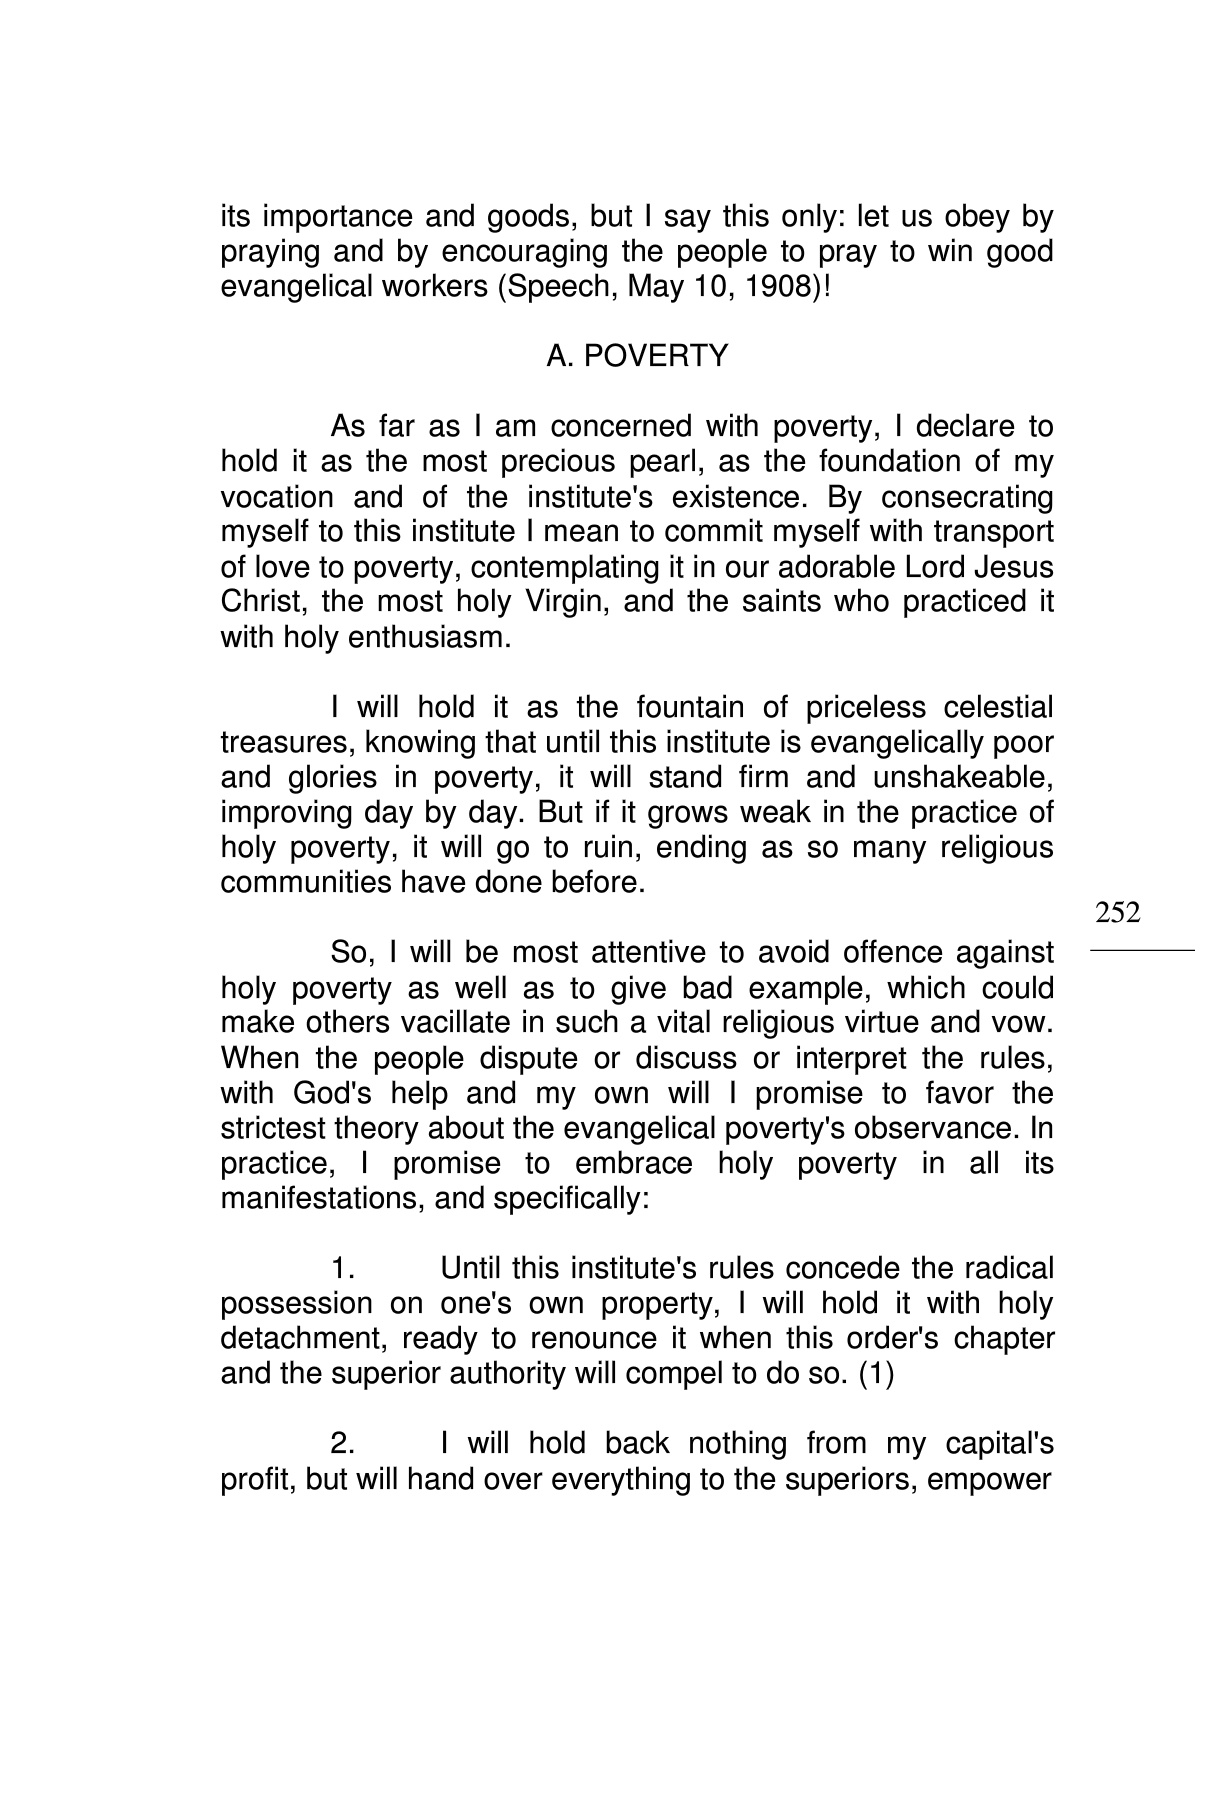 its importance and goods, but I say this only: let us obey by
praying and by encouraging the people to pray to win good
evangelical workers (Speech, May 10, 1908)!
A. POVERTY
As far as I am concerned with poverty, I declare to
hold it as the most precious pearl, as the foundation of my
vocation and of the institute's existence. By consecrating
myself to this institute I mean to commit myself with transport
of love to poverty, contemplating it in our adorable Lord Jesus
Christ, the most holy Virgin, and the saints who practiced it
with holy enthusiasm.
I will hold it as the fountain of priceless celestial
treasures, knowing that until this institute is evangelically poor
and glories in poverty, it will stand firm and unshakeable,
improving day by day. But if it grows weak in the practice of
holy poverty, it will go to ruin, ending as so many religious
communities have done before.
252
So, I will be most attentive to avoid offence against
holy poverty as well as to give bad example, which could
make others vacillate in such a vital religious virtue and vow.
When the people dispute or discuss or interpret the rules,
with God's help and my own will I promise to favor the
strictest theory about the evangelical poverty's observance. In
practice, I promise to embrace holy poverty in all its
manifestations, and specifically:
1. Until this institute's rules concede the radical
possession on one's own property, I will hold it with holy
detachment, ready to renounce it when this order's chapter
and the superior authority will compel to do so. (1)
2. I will hold back nothing from my capital's
profit, but will hand over everything to the superiors, empower